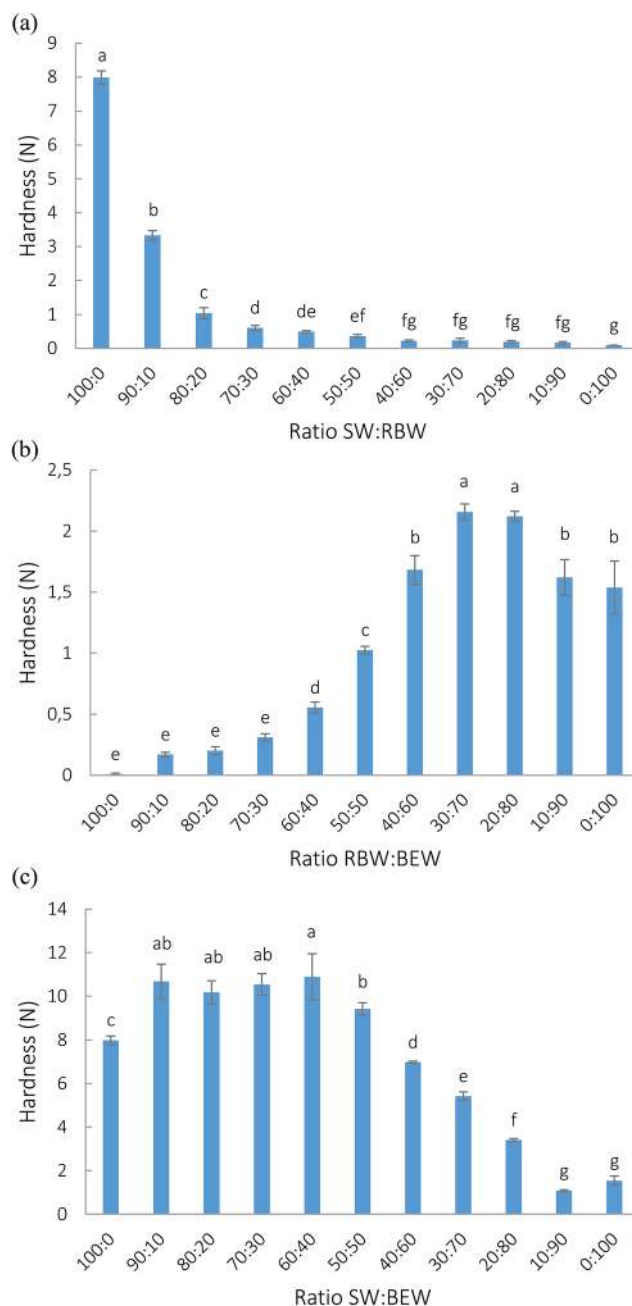 (a)
9
8
7
6
5
4
3
2
1
0
Hardness (N)
a
b
c
d
de
ef
fg
fg
fg
fg
g
100:0
90:10
80:20
70:30
60:40
50:50
40:60
30:70
20:80
10:90
0:100
Ratio SW:RBW
(b)
2,5
2
1,5
1
0,5
0
Hardness (N)
e
e
e
e
d
c
b
a
a
b
b
100:0
90:10
80:20
70:30
60:40
50:50
40:60
30:70
20:80
10:90
0:100
Ratio RBW:BEW
(c)
14
12
10
8
6
4
2
0
Hardness (N)
c
ab
ab
ab
a
b
d
e
f
g
g
100:0
90:10
80:20
70:30
60:40
50:50
40:60
30:70
20:80
10:90
0:100
Ratio SW:BEW